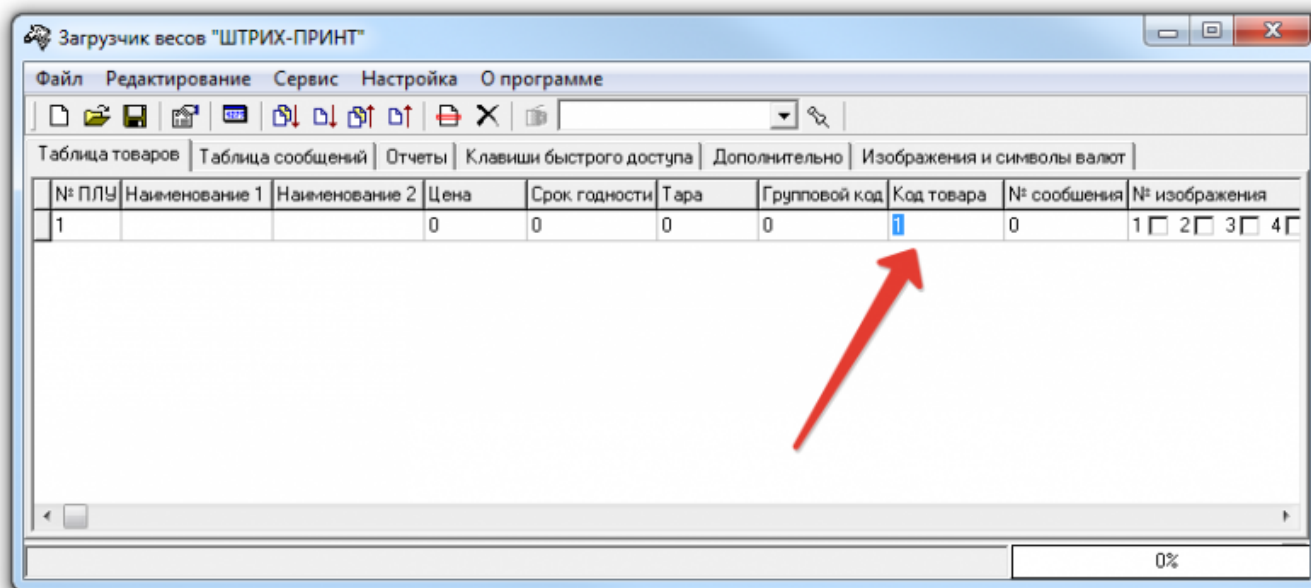 Загрузчик весов "ШТРИХ-ПРИНТ"
Файл Редактирование Сервис Настройка О программе
Таблица товаров Таблица сообщений Отчеты Клавиши быстрого доступа Дополнительно Изображения и символы валют
№ ПЛУ Наименование 1 Наименование 2 Цена Срок годности Тара Групповой код Код товара № сообшения № изображения
1 0 0 0 0 1 0 1 2 3 4
0%